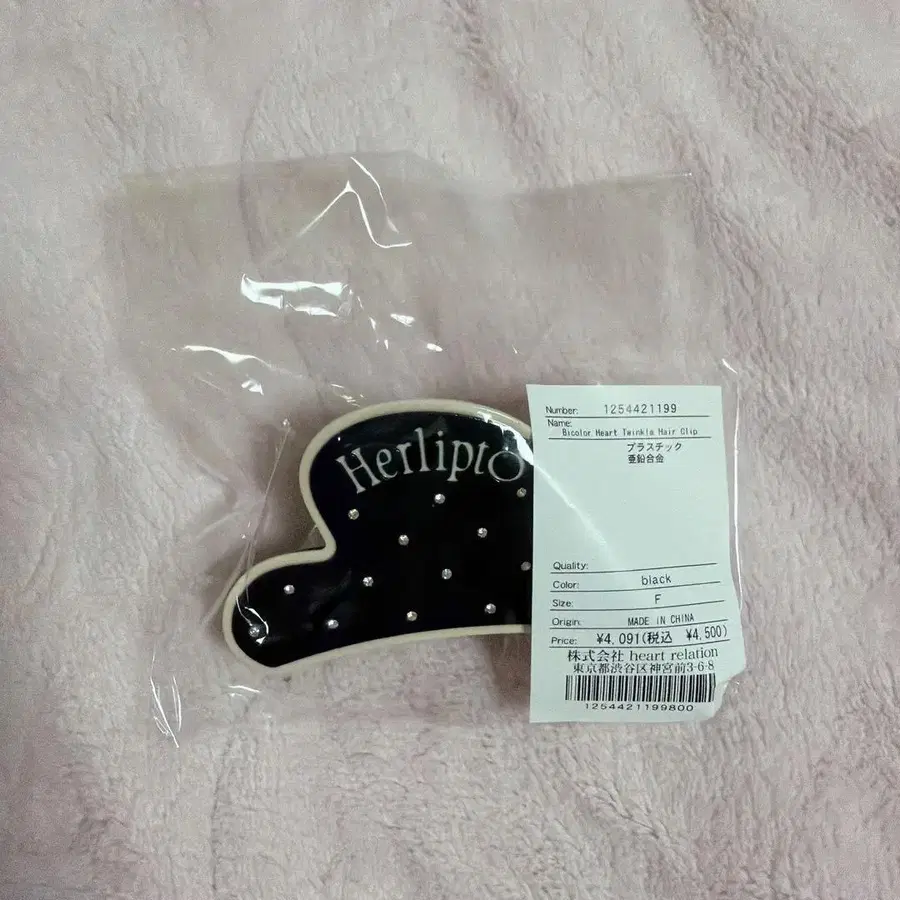 Herlipto
Number: 1254421199
Name:
Bicolor Heart Twinkle Hair Clip
プラスチック
亜鉛合金
Quality:
Color: black
Size: F
Origin: MADE IN CHINA
Price: ¥4,091(税込 ¥4,500)
株式会社 heart relation
東京都渋谷区神宮前3-6-8
1254421199800